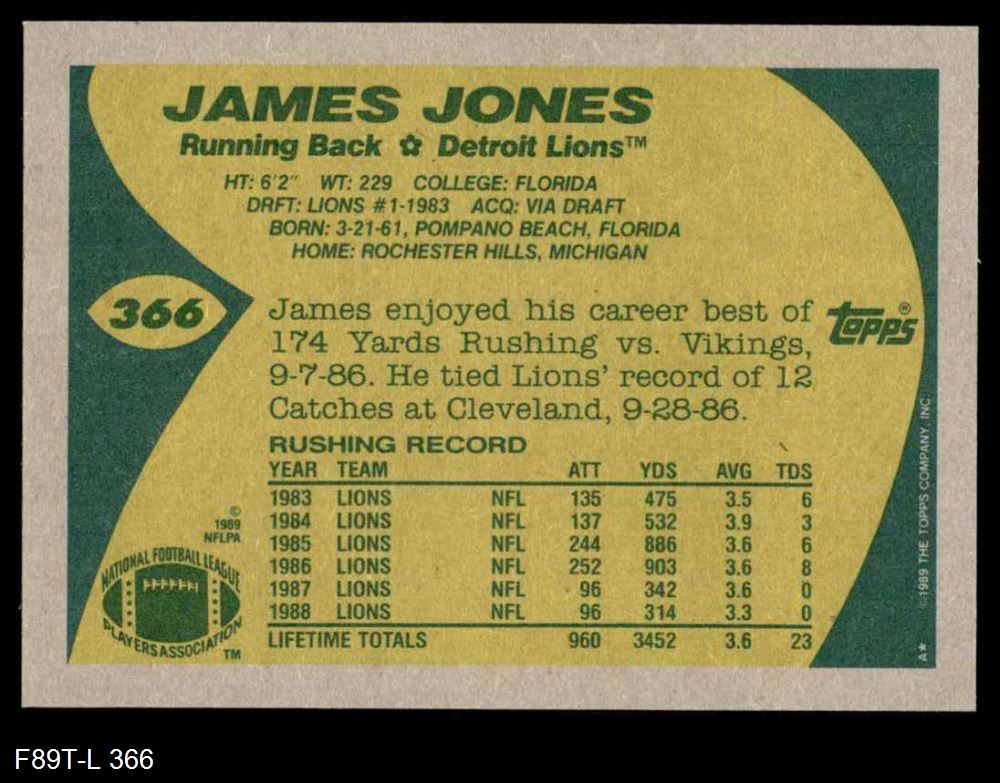 JAMES JONES
Running Back ✿ Detroit Lions™
HT: 6'2" WT: 229 COLLEGE: FLORIDA
DRFT: LIONS #1-1983 ACQ: VIA DRAFT
BORN: 3-21-61, POMPANO BEACH, FLORIDA
HOME: ROCHESTER HILLS, MICHIGAN
366
James enjoyed his career best of
174 Yards Rushing vs. Vikings,
9-7-86. He tied Lions' record of 12
Catches at Cleveland, 9-28-86.
topps®
RUSHING RECORD
YEAR TEAM ATT YDS AVG TDS
1983 LIONS NFL 135 475 3.5 6
1984 LIONS NFL 137 532 3.9 3
1985 LIONS NFL 244 886 3.6 6
1986 LIONS NFL 252 903 3.6 8
1987 LIONS NFL 96 342 3.6 0
1988 LIONS NFL 96 314 3.3 0
LIFETIME TOTALS 960 3452 3.6 23
©
1989
NFLPA
NATIONAL FOOTBALL LEAGUE
PLAYERS ASSOCIATION
TM
A★ ©1989 THE TOPPS COMPANY, INC.
F89T-L 366